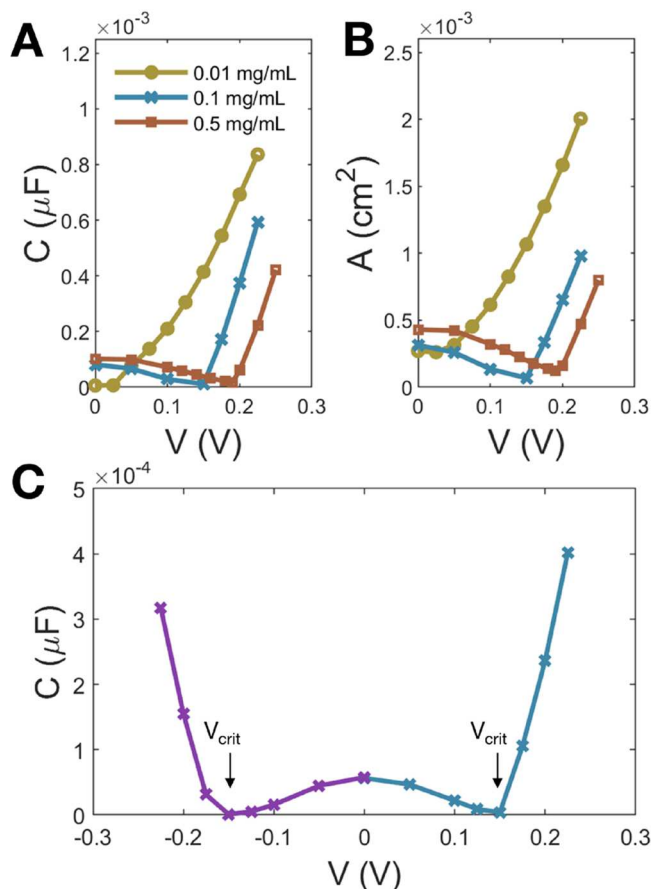 A
×10⁻³
1.2
1
0.8
0.6
0.4
0.2
0
C (μF)
0.01 mg/mL
0.1 mg/mL
0.5 mg/mL
0 0.1 0.2 0.3
V (V)
B
×10⁻³
2.5
2
1.5
1
0.5
0
A (cm²)
0 0.1 0.2 0.3
V (V)
C
×10⁻⁴
5
4
3
2
1
0
C (μF)
V_crit V_crit
-0.3 -0.2 -0.1 0 0.1 0.2 0.3
V (V)